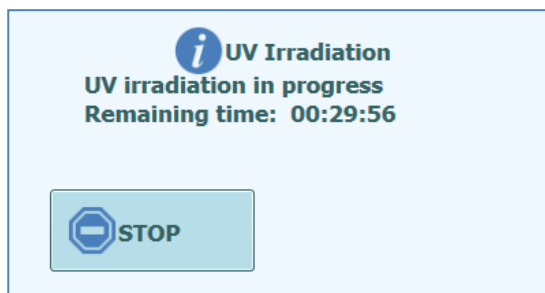 UV Irradiation
UV irradiation in progress
Remaining time: 00:29:56
STOP